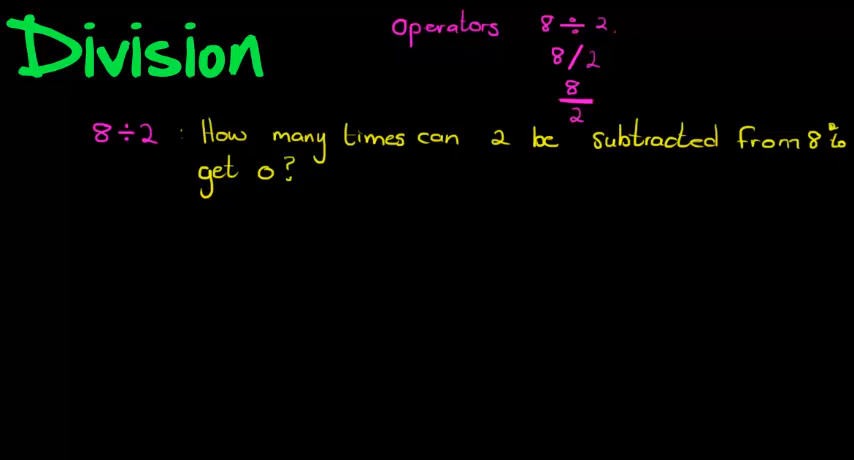 Division
Operators 8 ÷ 2.
8 / 2
8
2
8 ÷ 2 : How many times can 2 be subtracted from 8 to
get 0?